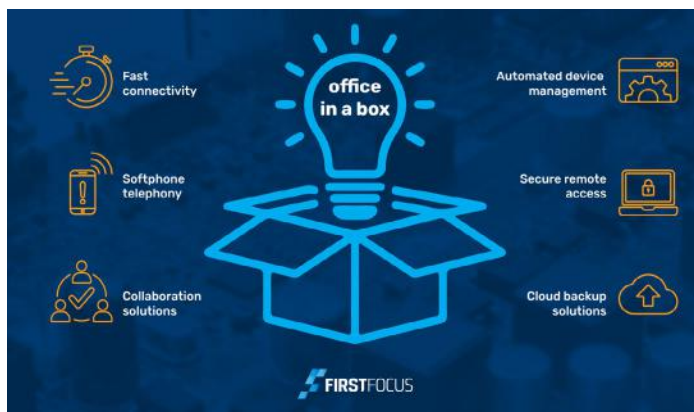 Fast
connectivity
Softphone
telephony
Collaboration
solutions
office
in a box
Automated device
management
Secure remote
access
Cloud backup
solutions
FIRSTFOCUS